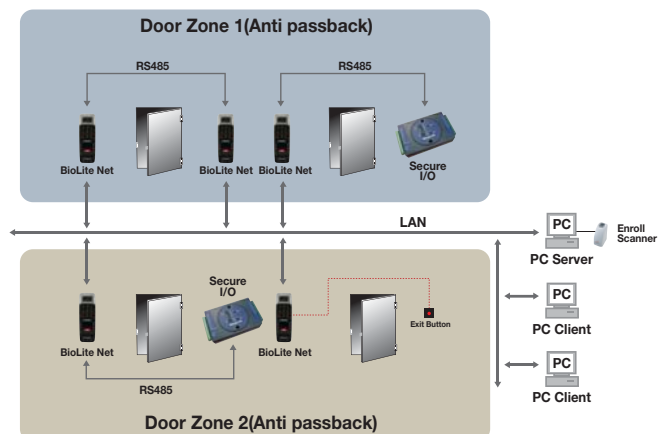 Door Zone 1(Anti passback)
RS485
RS485
BioLite Net
BioLite Net
BioLite Net
Secure
I/O
LAN
PC
Enroll
Scanner
PC Server
Secure
I/O
PC
PC Client
BioLite Net
BioLite Net
Exit Button
RS485
PC
PC Client
Door Zone 2(Anti passback)